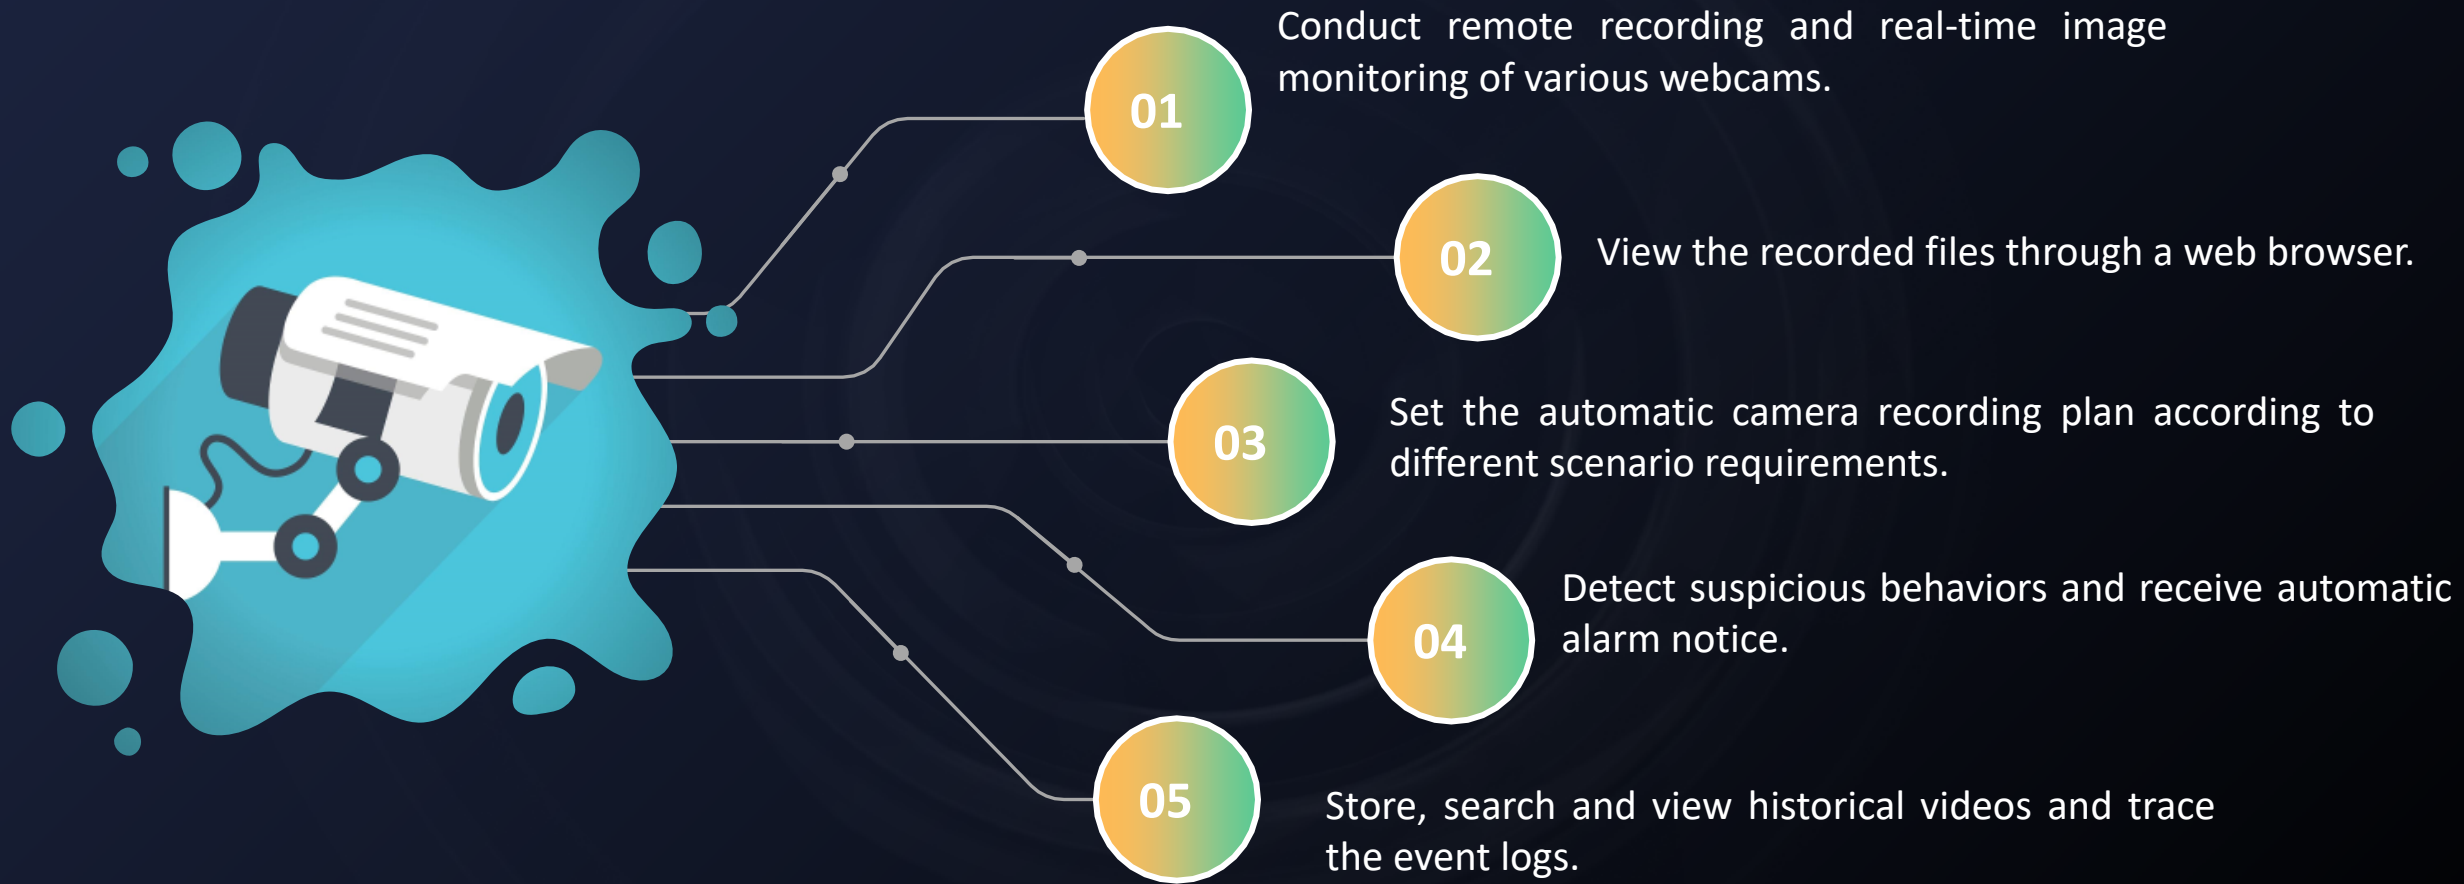 01
Conduct remote recording and real-time image
monitoring of various webcams.
02
View the recorded files through a web browser.
03
Set the automatic camera recording plan according to
different scenario requirements.
04
Detect suspicious behaviors and receive automatic
alarm notice.
05
Store, search and view historical videos and trace
the event logs.